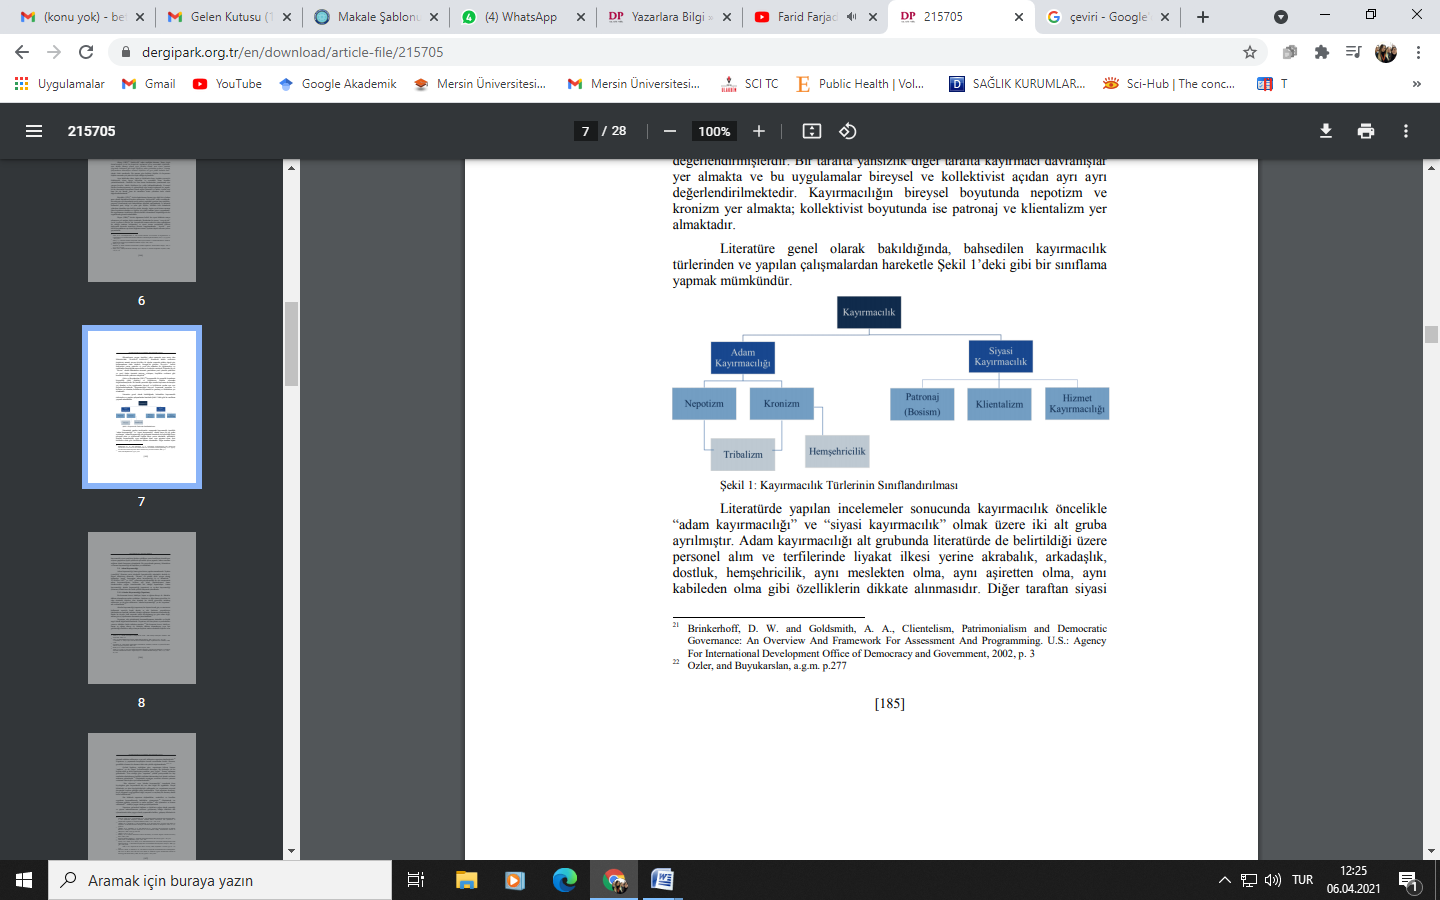 (konu yok) - be
Gelen Kutusu (1
Makale Şablonu
(4) WhatsApp
Yazarlara Bilgi »
Farid Farjad
215705
çeviri - Google'
dergipark.org.tr/en/download/article-file/215705
Uygulamalar
Gmail
YouTube
Google Akademik
Mersin Üniversitesi...
Mersin Üniversitesi...
SCI TC
Public Health | Vol...
SAĞLIK KURUMLAR...
Sci-Hub | The conc...
T
»
215705
7 / 28
100%
6
7
8
değerlendirmişlerdir. Bir tarafta yansızlık diğer tarafta kayırmacı davranışlar
yer almakta ve bu uygulamalar bireysel ve kollektivist açıdan ayrı ayrı
değerlendirilmektedir. Kayırmacılığın bireysel boyutunda nepotizm ve
kronizm yer almakta; kollektivist boyutunda ise patronaj ve klientalizm yer
almaktadır.
Literatüre genel olarak bakıldığında, bahsedilen kayırmacılık
türlerinden ve yapılan çalışmalardan hareketle Şekil 1'deki gibi bir sınıflama
yapmak mümkündür.
Kayırmacılık
Adam
Kayırmacılığı
Siyasi
Kayırmacılık
Nepotizm
Kronizm
Patronaj
(Bosism)
Klientalizm
Hizmet
Kayırmacılığı
Tribalizm
Hemşehricilik
Şekil 1: Kayırmacılık Türlerinin Sınıflandırılması
Literatürde yapılan incelemeler sonucunda kayırmacılık öncelikle
“adam kayırmacılığı” ve “siyasi kayırmacılık” olmak üzere iki alt gruba
ayrılmıştır. Adam kayırmacılığı alt grubunda literatürde de belirtildiği üzere
personel alım ve terfilerinde liyakat ilkesi yerine akrabalık, arkadaşlık,
dostluk, hemşehricilik, aynı meslekten olma, aynı aşiretten olma, aynı
kabileden olma gibi özelliklerin dikkate alınmasıdır. Diğer taraftan siyasi
21 Brinkerhoff, D. W. and Goldsmith, A. A., Clientelism, Patrimonialism and Democratic
Governance: An Overview And Framework For Assessment And Programming. U.S.: Agency
For International Development Office of Democracy and Government, 2002, p. 3
22 Ozler, and Buyukarslan, a.g.m. p.277
[185]
Aramak için buraya yazın
TUR
12:25
06.04.2021
1